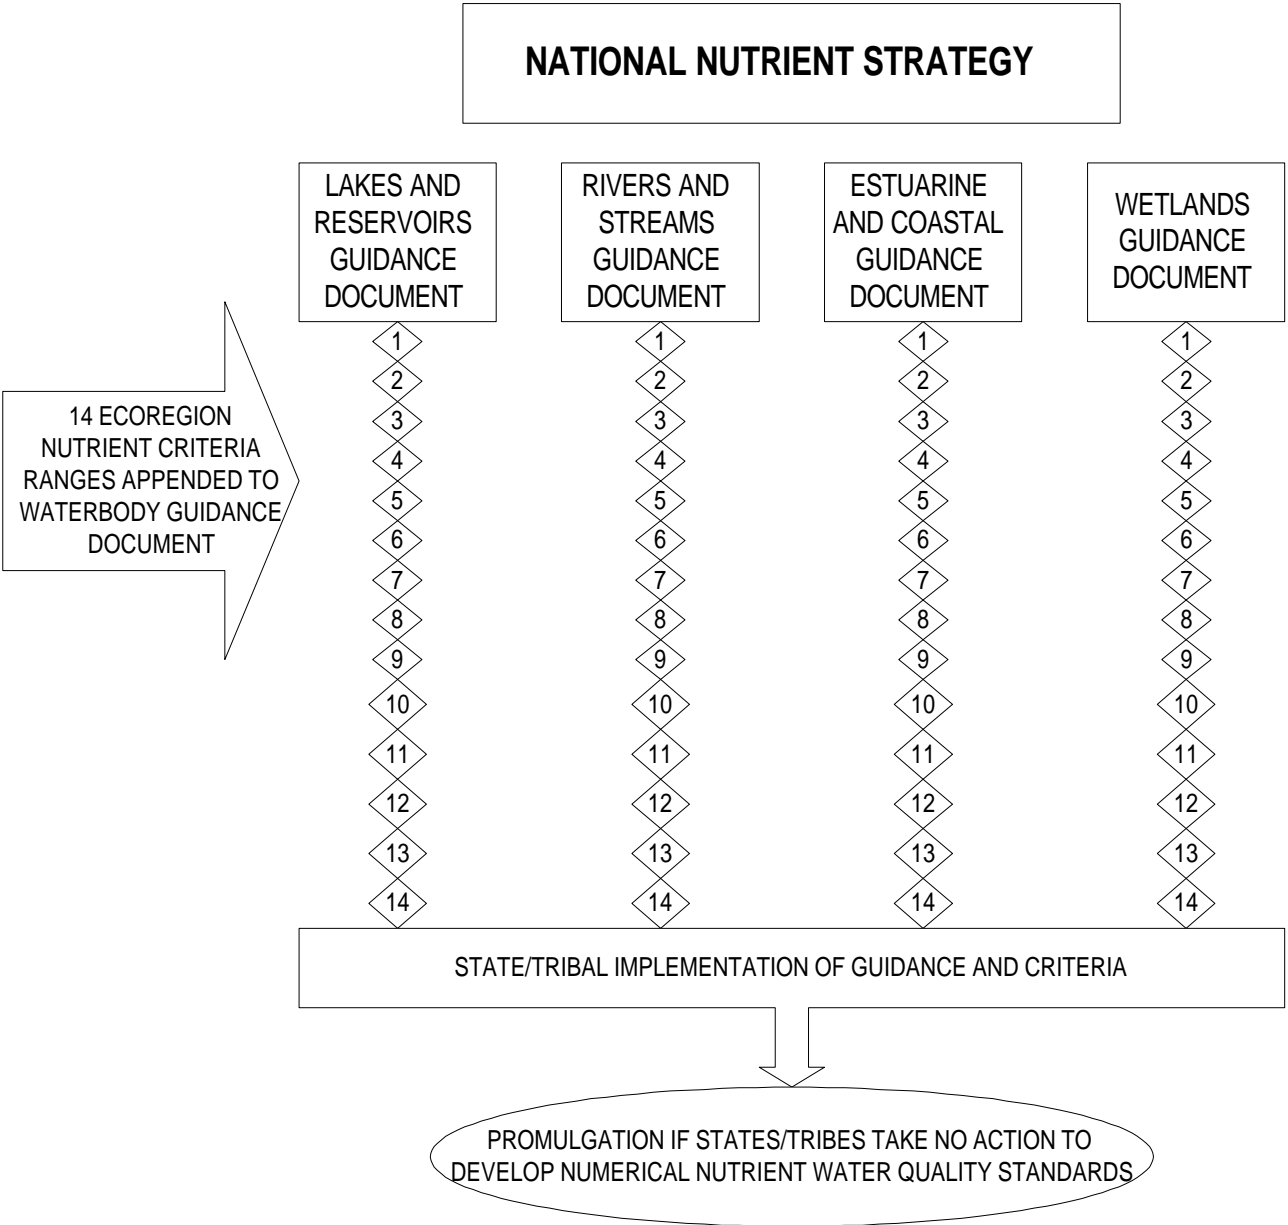 NATIONAL NUTRIENT STRATEGY
LAKES AND
RESERVOIRS
GUIDANCE
DOCUMENT
RIVERS AND
STREAMS
GUIDANCE
DOCUMENT
ESTUARINE
AND COASTAL
GUIDANCE
DOCUMENT
WETLANDS
GUIDANCE
DOCUMENT
14 ECOREGION
NUTRIENT CRITERIA
RANGES APPENDED TO
WATERBODY GUIDANCE
DOCUMENT
1
2
3
4
5
6
7
8
9
10
11
12
13
14
1
2
3
4
5
6
7
8
9
10
11
12
13
14
1
2
3
4
5
6
7
8
9
10
11
12
13
14
1
2
3
4
5
6
7
8
9
10
11
12
13
14
STATE/TRIBAL IMPLEMENTATION OF GUIDANCE AND CRITERIA
PROMULGATION IF STATES/TRIBES TAKE NO ACTION TO
DEVELOP NUMERICAL NUTRIENT WATER QUALITY STANDARDS